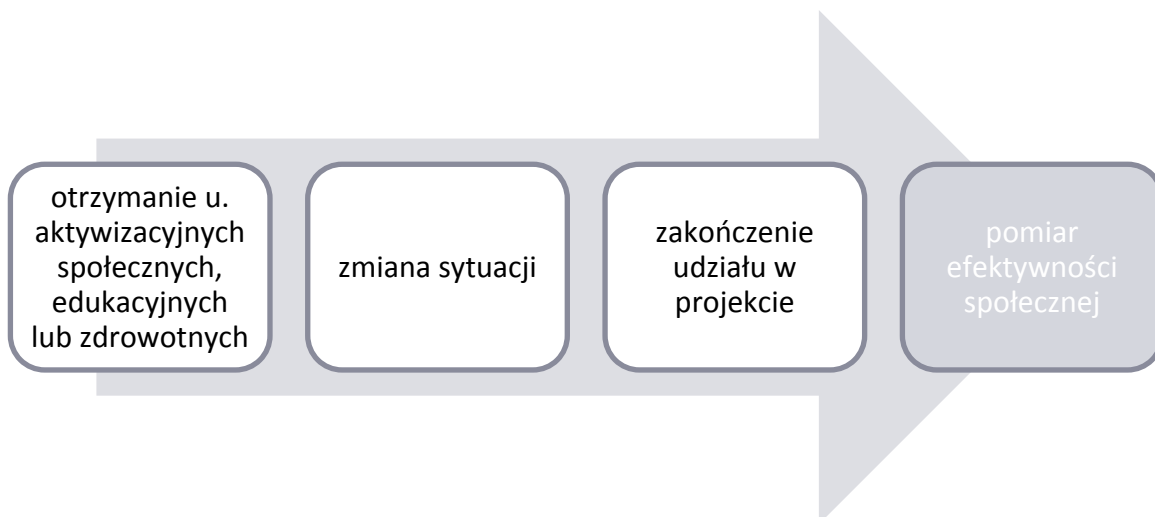 otrzymanie u.
aktywizacyjnych
społecznych,
edukacyjnych
lub zdrowotnych
zmiana sytuacji
zakończenie
udziału w
projekcie
pomiar
efektywności
społecznej